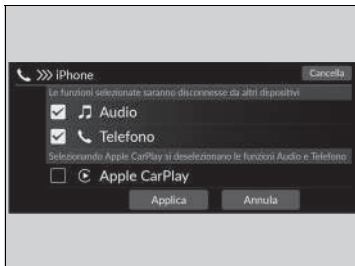 iPhone
Cancella
Le funzioni selezionate saranno disconnesse da altri dispositivi
Audio
Telefono
Selezionando Apple CarPlay si deselezionano le funzioni Audio e Telefono
Apple CarPlay
Applica
Annulla